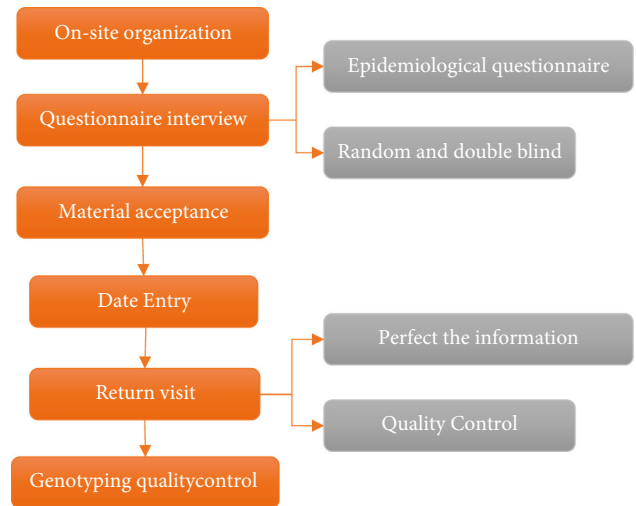 On-site organization
Epidemiological questionnaire
Questionnaire interview
Random and double blind
Material acceptance
Date Entry
Perfect the information
Return visit
Quality Control
Genotyping qualitycontrol